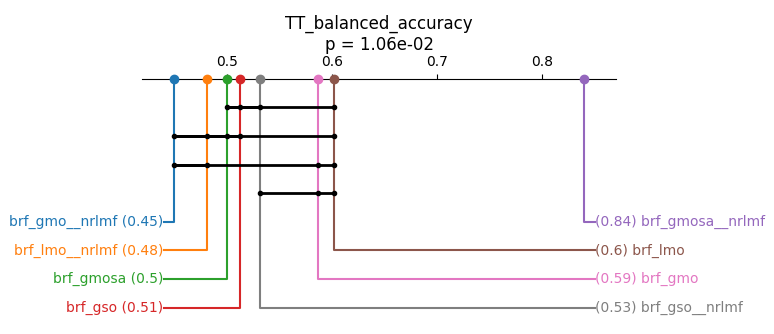 TT_balanced_accuracy
p = 1.06e-02
0.5 0.6 0.7 0.8
brf_gmo__nrlmf (0.45) (0.84) brf_gmosa__nrlmf
brf_lmo__nrlmf (0.48) (0.6) brf_lmo
brf_gmosa (0.5) (0.59) brf_gmo
brf_gso (0.51) (0.53) brf_gso__nrlmf